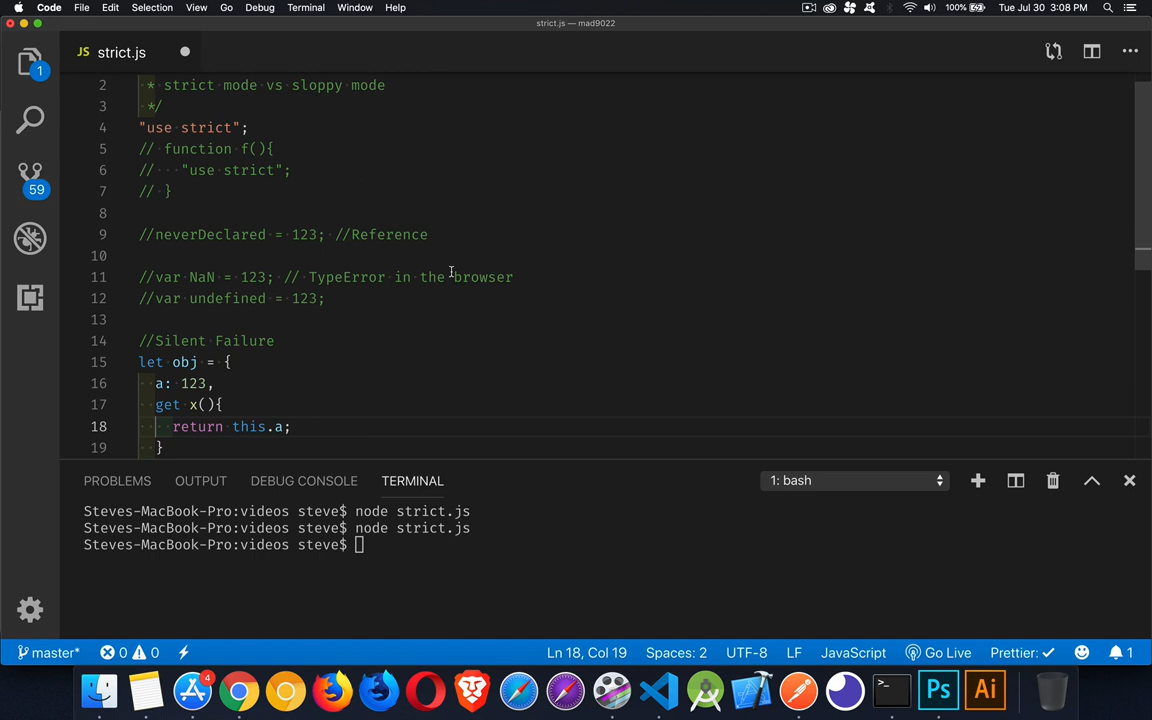 Code File Edit Selection View Go Debug Terminal Window Help 100% Tue Jul 30 3:08 PM
strict.js — mad9022
JS strict.js
1
59
2 * strict mode vs sloppy mode
3 */
4 "use strict";
5 // function f(){
6 // "use strict";
7 // }
8
9 //neverDeclared = 123; //Reference
10
11 //var NaN = 123; // TypeError in the browser
12 //var undefined = 123;
13
14 //Silent Failure
15 let obj = {
16 a: 123,
17 get x(){
18 return this.a;
19 }
PROBLEMS OUTPUT DEBUG CONSOLE TERMINAL 1: bash
Steves-MacBook-Pro:videos steve$ node strict.js
Steves-MacBook-Pro:videos steve$ node strict.js
Steves-MacBook-Pro:videos steve$
master* 0 0 Ln 18, Col 19 Spaces: 2 UTF-8 LF JavaScript Go Live Prettier: 1
4
Ps Ai